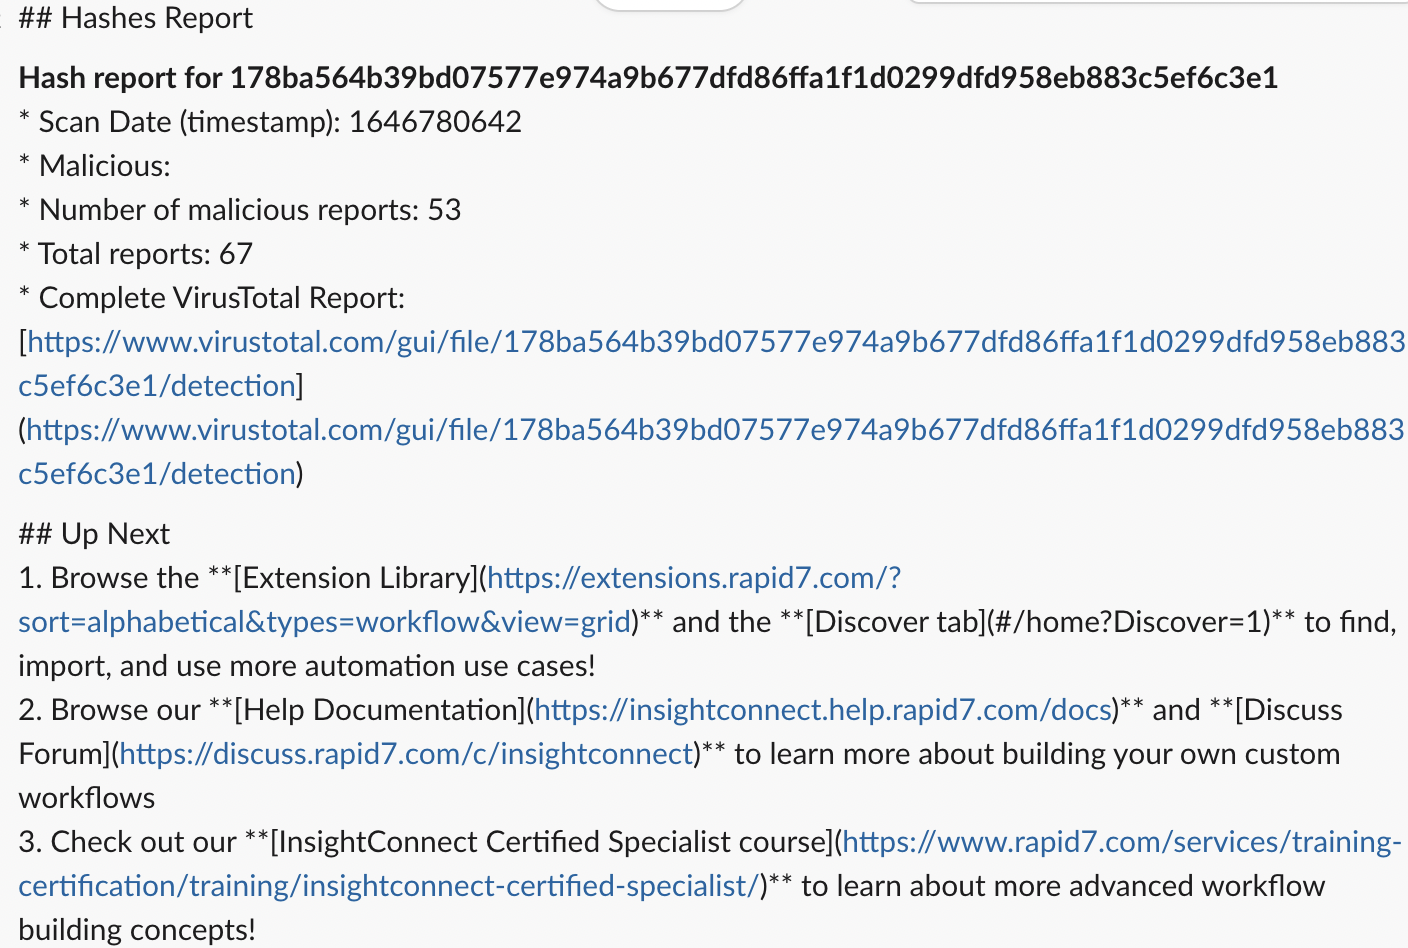 ## Hashes Report
Hash report for 178ba564b39bd07577e974a9b677dfd86ffa1f1d0299dfd958eb883c5ef6c3e1
* Scan Date (timestamp): 1646780642
* Malicious:
* Number of malicious reports: 53
* Total reports: 67
* Complete VirusTotal Report:
[https://www.virustotal.com/gui/file/178ba564b39bd07577e974a9b677dfd86ffa1f1d0299dfd958eb883
c5ef6c3e1/detection]
(https://www.virustotal.com/gui/file/178ba564b39bd07577e974a9b677dfd86ffa1f1d0299dfd958eb883
c5ef6c3e1/detection)
## Up Next
1. Browse the **[Extension Library](https://extensions.rapid7.com/?
sort=alphabetical&types=workflow&view=grid)** and the **[Discover tab](#/home?Discover=1)** to find,
import, and use more automation use cases!
2. Browse our **[Help Documentation](https://insightconnect.help.rapid7.com/docs)** and **[Discuss
Forum](https://discuss.rapid7.com/c/insightconnect)** to learn more about building your own custom
workflows
3. Check out our **[InsightConnect Certified Specialist course](https://www.rapid7.com/services/training-
certification/training/insightconnect-certified-specialist/)** to learn about more advanced workflow
building concepts!